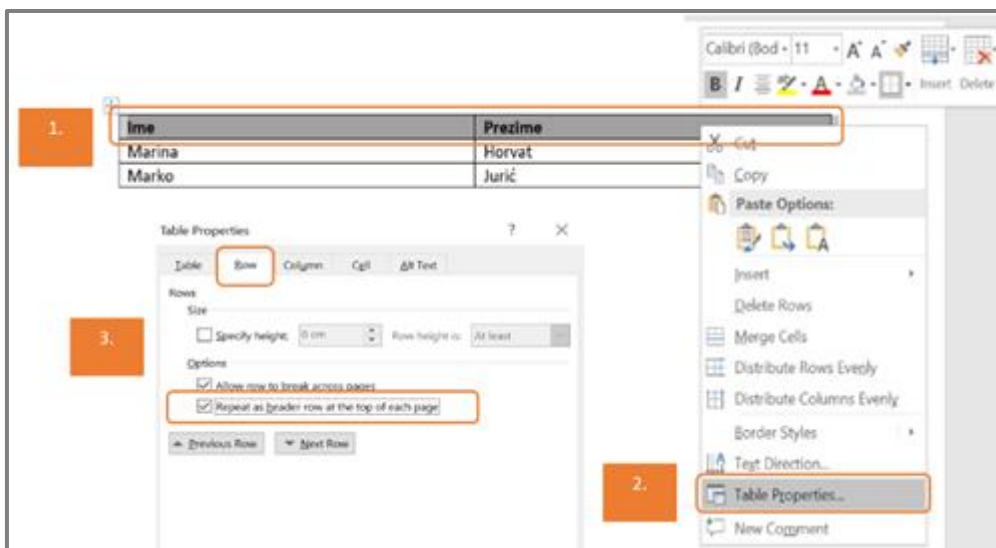 Calibri (Bod 11 A A
B I A Insert Delete
1.
Ime Prezime
Marina Horvat
Marko Jurić
Cut
Copy
Paste Options:
Insert
Delete Rows
Merge Cells
Distribute Rows Evenly
Distribute Columns Evenly
Border Styles
Text Direction...
2.
Table Properties...
New Comment
Table Properties ?
Table Row Column Cell Alt Text
Rows
Size
3.
Specify height: 0 cm Row height is: At least
Options
Allow row to break across pages
Repeat as header row at the top of each page
Previous Row Next Row